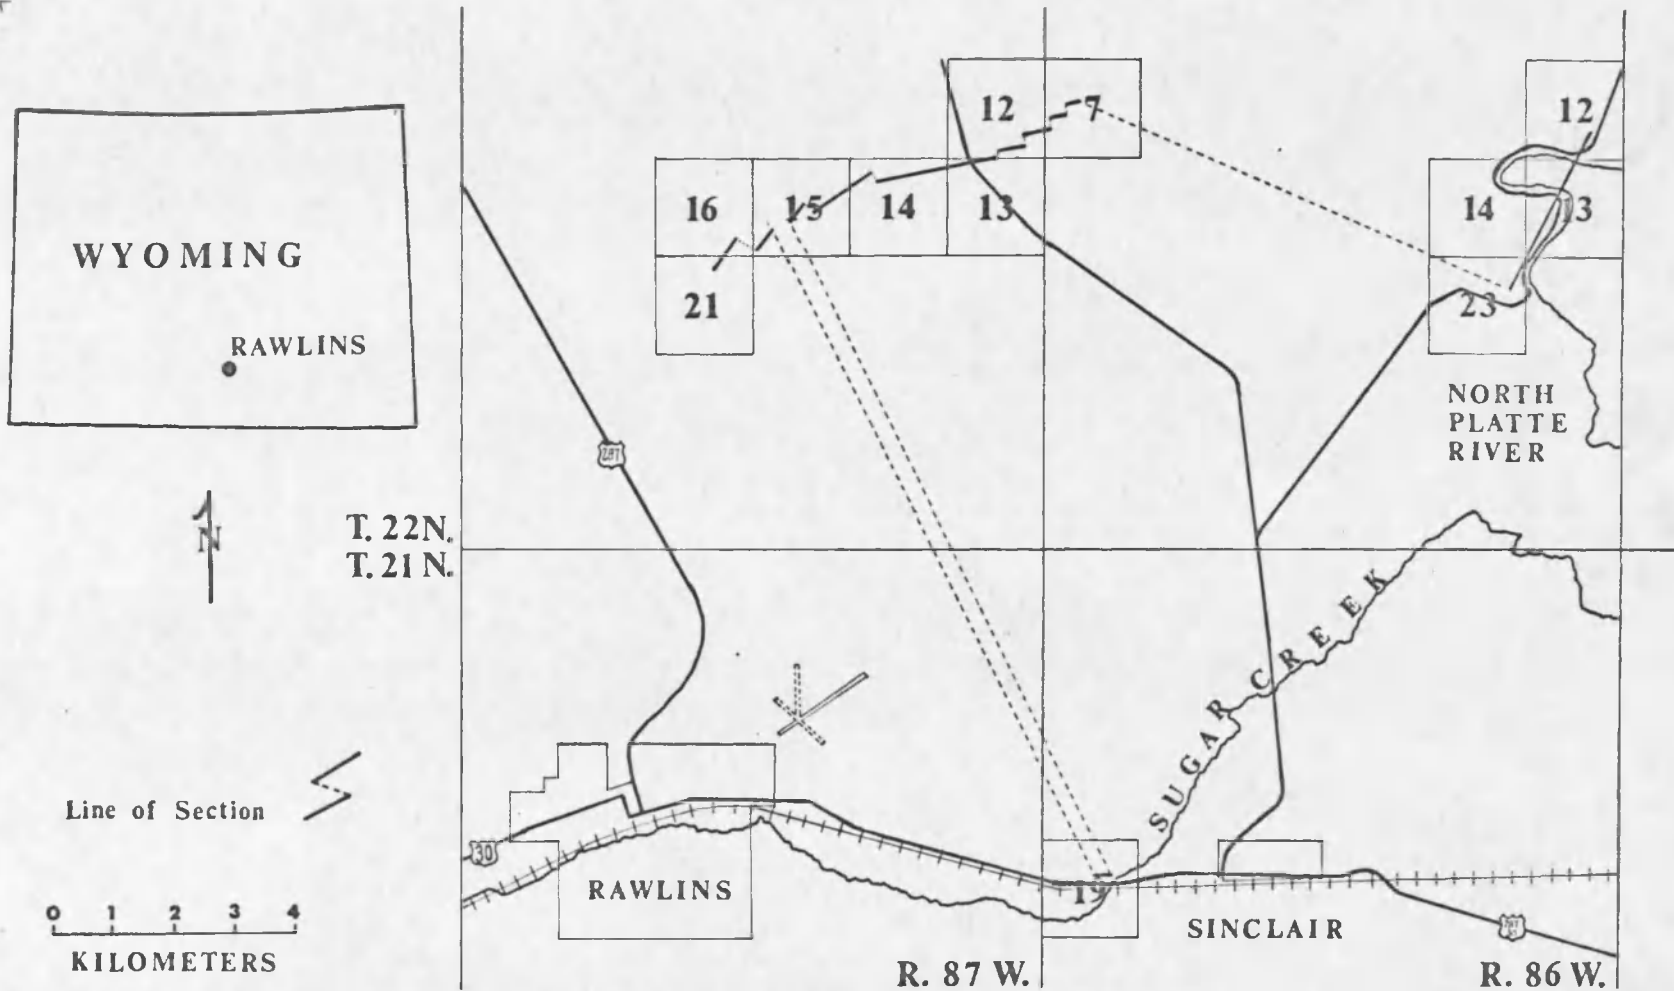 12
7
12
16
15
14
13
14
13
21
23
WYOMING
RAWLINS
NORTH
PLATTE
RIVER
287
N
T. 22N.
T. 21N.
SUGAR CREEK
Line of Section
30
RAWLINS
19
SINCLAIR
0 1 2 3 4
KILOMETERS
R. 87 W.
R. 86 W.